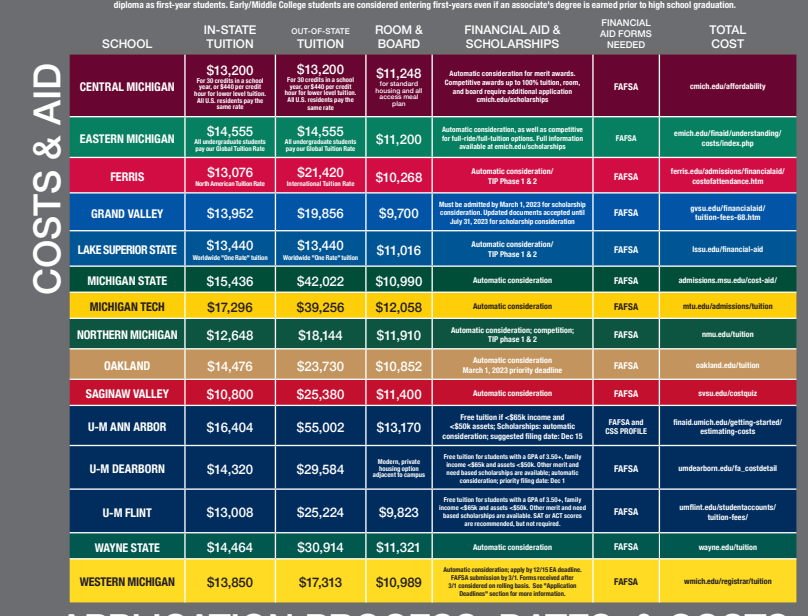 diploma as first-year students. Early/Middle College students are considered entering first-years even if an associate's degree is earned prior to high school graduation.
COSTS & AID
SCHOOL
IN-STATE
TUITION
OUT-OF-STATE
TUITION
ROOM &
BOARD
FINANCIAL AID &
SCHOLARSHIPS
FINANCIAL
AID FORMS
NEEDED
TOTAL
COST
CENTRAL MICHIGAN
$13,200
For 30 credits in a school
year, or $440 per credit
hour for lower level tuition.
All U.S. residents pay the
same rate
$13,200
For 30 credits in a school
year, or $440 per credit
hour for lower level tuition.
All U.S. residents pay the
same rate
$11,248
for standard
housing and all
access meal
plan
Automatic consideration for merit awards.
Competitive awards up to 100% tuition, room,
and board require additional application
cmich.edu/scholarships
FAFSA
cmich.edu/affordability
EASTERN MICHIGAN
$14,555
All undergraduate students
pay our Global Tuition Rate
$14,555
All undergraduate students
pay our Global Tuition Rate
$11,200
Automatic consideration, as well as competitive
for full-ride/full-tuition options. Full information
available at emich.edu/scholarships
FAFSA
emich.edu/finaid/understanding/
costs/index.php
FERRIS
$13,076
North American Tuition Rate
$21,420
International Tuition Rate
$10,268
Automatic consideration/
TIP Phase 1 & 2
FAFSA
ferris.edu/admissions/financialaid/
costofattendance.htm
GRAND VALLEY
$13,952
$19,856
$9,700
Must be admitted by March 1, 2023 for scholarship
consideration. Updated documents accepted until
July 31, 2023 for scholarship consideration
FAFSA
gvsu.edu/financialaid/
tuition-fees-68.htm
LAKE SUPERIOR STATE
$13,440
Worldwide "One Rate" tuition
$13,440
Worldwide "One Rate" tuition
$11,016
Automatic consideration/
TIP Phase 1 & 2
FAFSA
lssu.edu/financial-aid
MICHIGAN STATE
$15,436
$42,022
$10,990
Automatic consideration
FAFSA
admissions.msu.edu/cost-aid/
MICHIGAN TECH
$17,296
$39,256
$12,058
Automatic consideration
FAFSA
mtu.edu/admissions/tuition
NORTHERN MICHIGAN
$12,648
$18,144
$11,910
Automatic consideration; competition;
TIP phase 1 & 2
FAFSA
nmu.edu/tuition
OAKLAND
$14,476
$23,730
$10,852
Automatic consideration
March 1, 2023 priority deadline
FAFSA
oakland.edu/tuition
SAGINAW VALLEY
$10,800
$25,380
$11,400
Automatic consideration
FAFSA
svsu.edu/costquiz
U-M ANN ARBOR
$16,404
$55,002
$13,170
Free tuition if <$65k income and
<$50k assets; Scholarships: automatic
consideration; suggested filing date: Dec 15
FAFSA and
CSS PROFILE
finaid.umich.edu/getting-started/
estimating-costs
U-M DEARBORN
$14,320
$29,584
Modern, private
housing option
adjacent to campus
Free tuition for students with a GPA of 3.50+, family
income <$65k and assets <$50k. Other merit and
need based scholarships are available; automatic
consideration; priority filing date: Dec 1
FAFSA
umdearborn.edu/fa_costdetail
U-M FLINT
$13,008
$25,224
$9,823
Free tuition for students with a GPA of 3.50+, family
income <$65k and assets <$50k. Other merit and need
based scholarships are available. SAT or ACT scores
are recommended, but not required.
FAFSA
umflint.edu/studentaccounts/
tuition-fees/
WAYNE STATE
$14,464
$30,914
$11,321
Automatic consideration
FAFSA
wayne.edu/tuition
WESTERN MICHIGAN
$13,850
$17,313
$10,989
Automatic consideration; apply by 12/15 EA deadline.
FAFSA submission by 3/1. Forms received after
3/1 considered on rolling basis. See "Application
Deadlines" section for more information.
FAFSA
wmich.edu/registrar/tuition
APPLICATION PROCESS, DATES, & COSTS